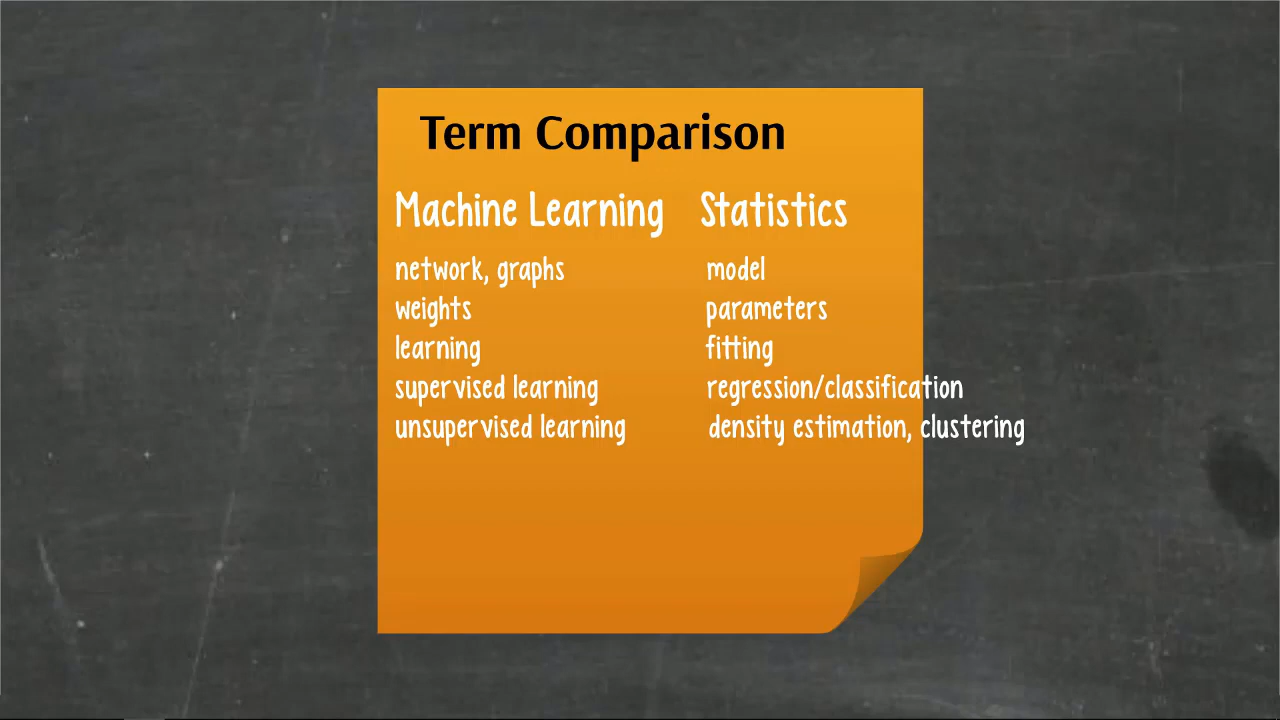 Term Comparison
Machine Learning Statistics
network, graphs model
weights parameters
learning fitting
supervised learning regression/classification
unsupervised learning density estimation, clustering